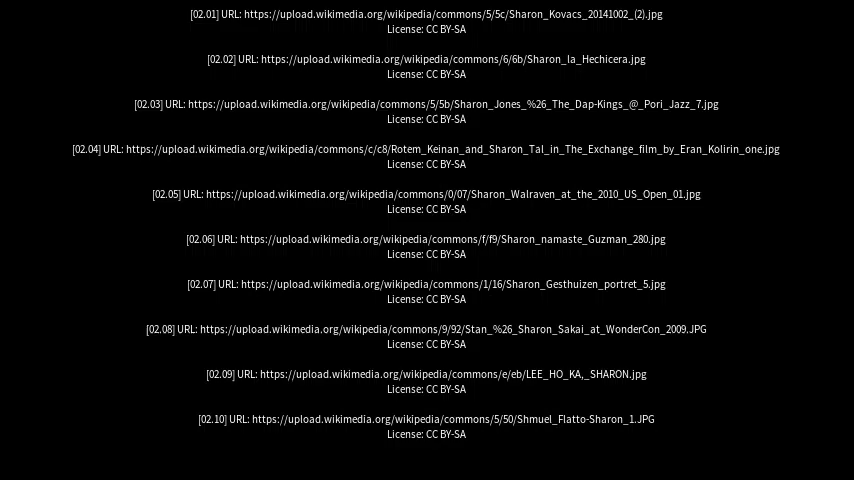 [02.01] URL: https://upload.wikimedia.org/wikipedia/commons/5/5c/Sharon_Kovacs_20141002_(2).jpg
License: CC BY-SA
[02.02] URL: https://upload.wikimedia.org/wikipedia/commons/6/6b/Sharon_la_Hechicera.jpg
License: CC BY-SA
[02.03] URL: https://upload.wikimedia.org/wikipedia/commons/5/5b/Sharon_Jones_%26_The_Dap-Kings_@_Pori_Jazz_7.jpg
License: CC BY-SA
[02.04] URL: https://upload.wikimedia.org/wikipedia/commons/c/c8/Rotem_Keinan_and_Sharon_Tal_in_The_Exchange_film_by_Eran_Kolirin_one.jpg
License: CC BY-SA
[02.05] URL: https://upload.wikimedia.org/wikipedia/commons/0/07/Sharon_Walraven_at_the_2010_US_Open_01.jpg
License: CC BY-SA
[02.06] URL: https://upload.wikimedia.org/wikipedia/commons/f/f9/Sharon_namaste_Guzman_280.jpg
License: CC BY-SA
[02.07] URL: https://upload.wikimedia.org/wikipedia/commons/1/16/Sharon_Gesthuizen_portret_5.jpg
License: CC BY-SA
[02.08] URL: https://upload.wikimedia.org/wikipedia/commons/9/92/Stan_%26_Sharon_Sakai_at_WonderCon_2009.JPG
License: CC BY-SA
[02.09] URL: https://upload.wikimedia.org/wikipedia/commons/e/eb/LEE_HO_KA,_SHARON.jpg
License: CC BY-SA
[02.10] URL: https://upload.wikimedia.org/wikipedia/commons/5/50/Shmuel_Flatto-Sharon_1.JPG
License: CC BY-SA